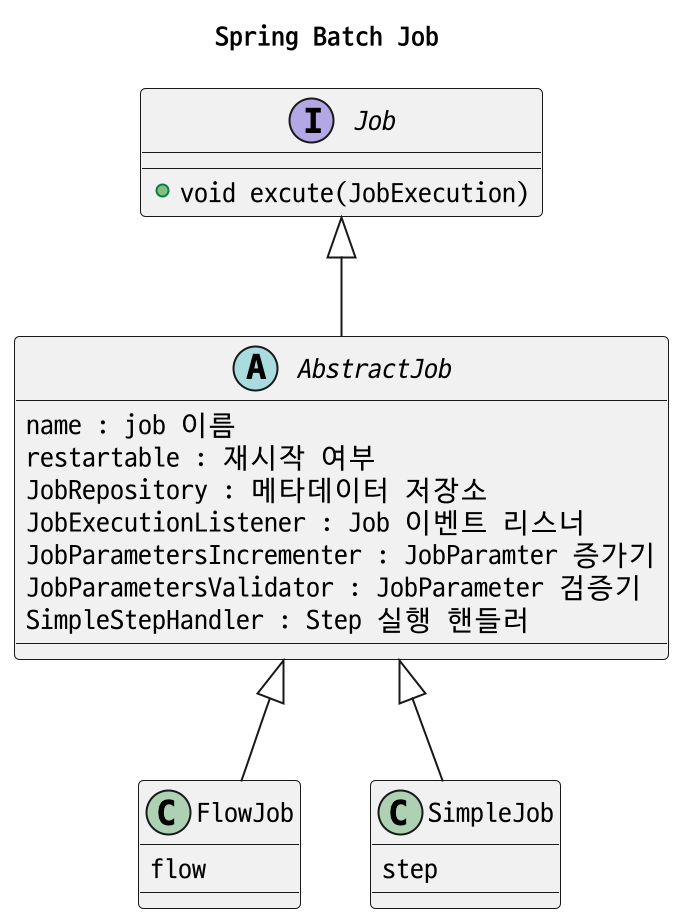 Spring Batch Job
I Job
void excute(JobExecution)
A AbstractJob
name : job 이름
restartable : 재시작 여부
JobRepository : 메타데이터 저장소
JobExecutionListener : Job 이벤트 리스너
JobParametersIncrementer : JobParamter 증가기
JobParametersValidator : JobParameter 검증기
SimpleStepHandler : Step 실행 핸들러
C FlowJob
flow
C SimpleJob
step